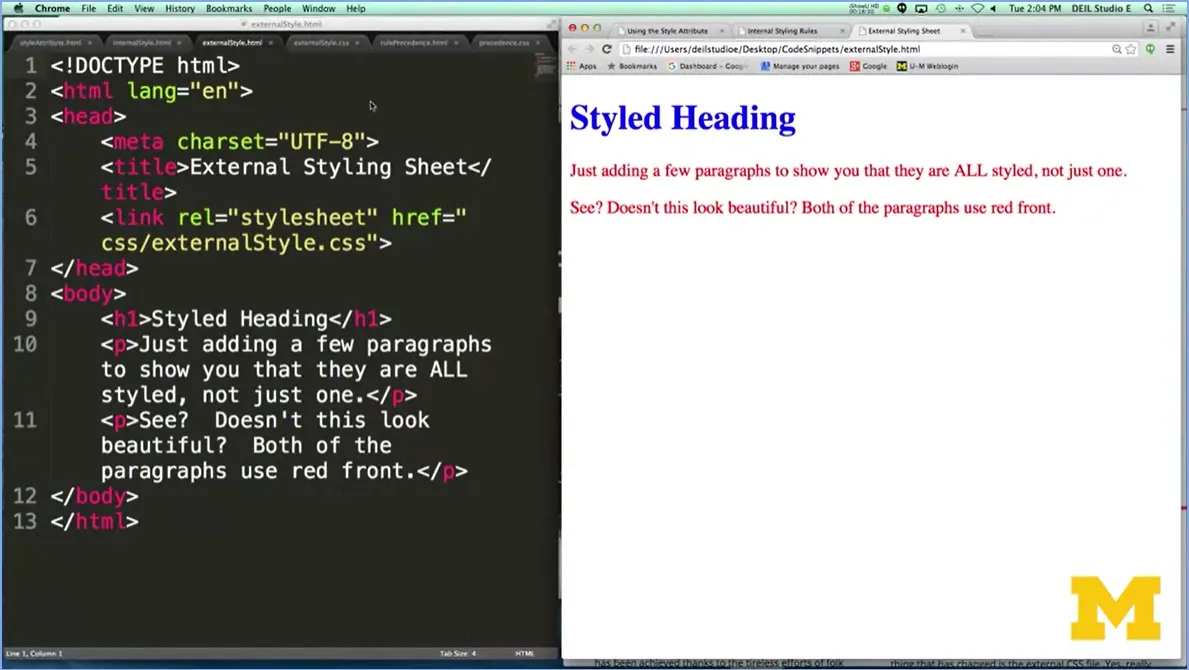 Chrome File Edit View History Bookmarks People Window Help
Tue 2:04 PM DEIL Studio E
externalStyle.html
styleAttribute.html internalStyle.html externalStyle.html externalStyle.css rulePrecedence.html precedence.css
1 <!DOCTYPE html>
2 <html lang="en">
3 <head>
4 <meta charset="UTF-8">
5 <title>External Styling Sheet</
title>
6 <link rel="stylesheet" href="
css/externalStyle.css">
7 </head>
8 <body>
9 <h1>Styled Heading</h1>
10 <p>Just adding a few paragraphs
to show you that they are ALL
styled, not just one.</p>
11 <p>See?  Doesn't this look
beautiful?  Both of the
paragraphs use red front.</p>
12 </body>
13 </html>
Line 1, Column 1 Tab Size: 4 HTML
Using the Style Attribute Internal Styling Rules External Styling Sheet
file:///Users/deilstudioe/Desktop/CodeSnippets/externalStyle.html
Apps Bookmarks Dashboard - Goog Manage your pages Google U-M Weblogin
Styled Heading
Just adding a few paragraphs to show you that they are ALL styled, not just one.
See? Doesn't this look beautiful? Both of the paragraphs use red front.
M
has been achieved thanks to the tireless efforts of folk
thing that has changed is the external CSS file. Yes, really